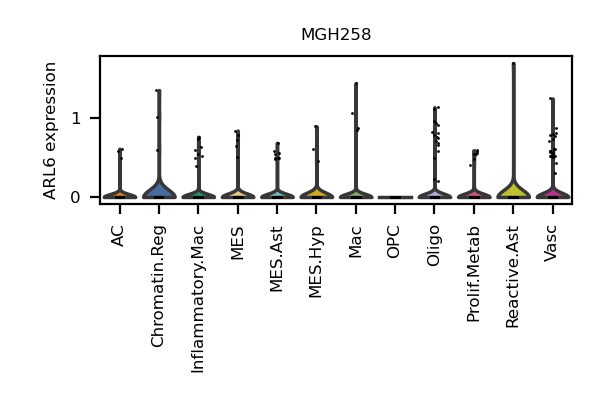 MGH258
ARL6 expression
1
0
AC
Chromatin.Reg
Inflammatory.Mac
MES
MES.Ast
MES.Hyp
Mac
OPC
Oligo
Prolif.Metab
Reactive.Ast
Vasc